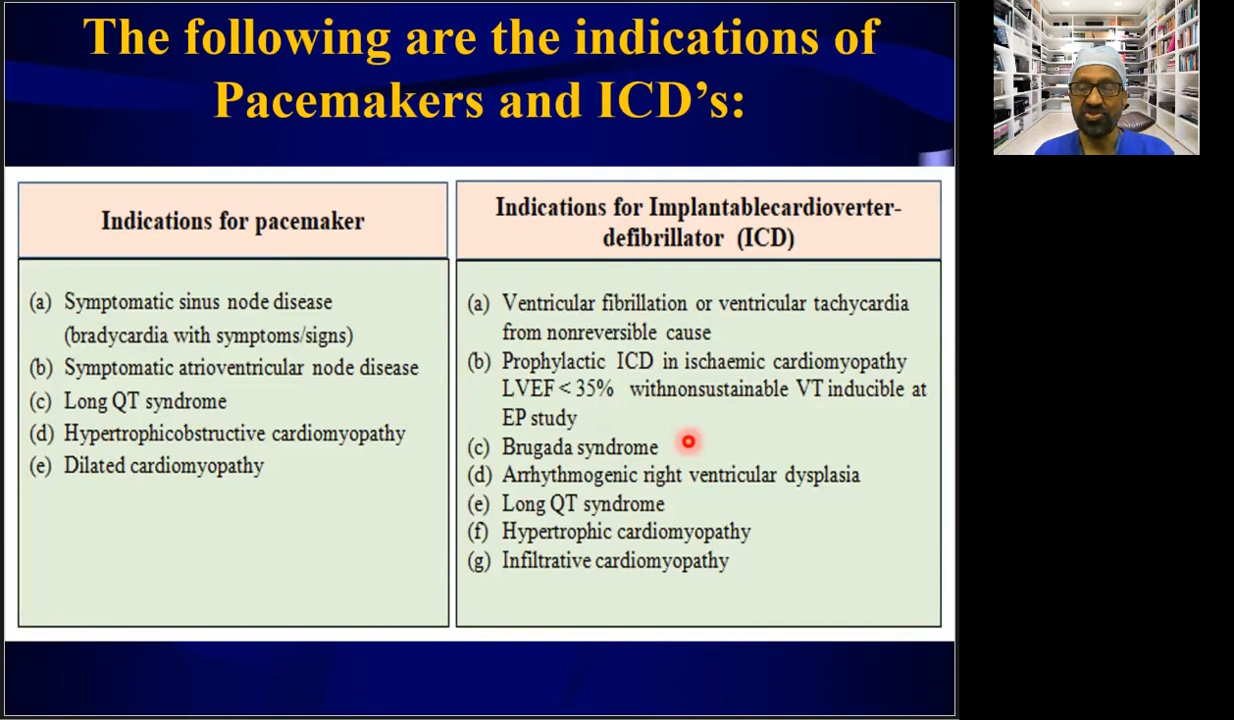 The following are the indications of
Pacemakers and ICD's:
Indications for pacemaker
(a) Symptomatic sinus node disease
(bradycardia with symptoms/signs)
(b) Symptomatic atrioventricular node disease
(c) Long QT syndrome
(d) Hypertrophicobstructive cardiomyopathy
(e) Dilated cardiomyopathy
Indications for Implantablecardioverter-
defibrillator (ICD)
(a) Ventricular fibrillation or ventricular tachycardia
from nonreversible cause
(b) Prophylactic ICD in ischaemic cardiomyopathy
LVEF < 35% withnonsustainable VT inducible at
EP study
(c) Brugada syndrome
(d) Arrhythmogenic right ventricular dysplasia
(e) Long QT syndrome
(f) Hypertrophic cardiomyopathy
(g) Infiltrative cardiomyopathy